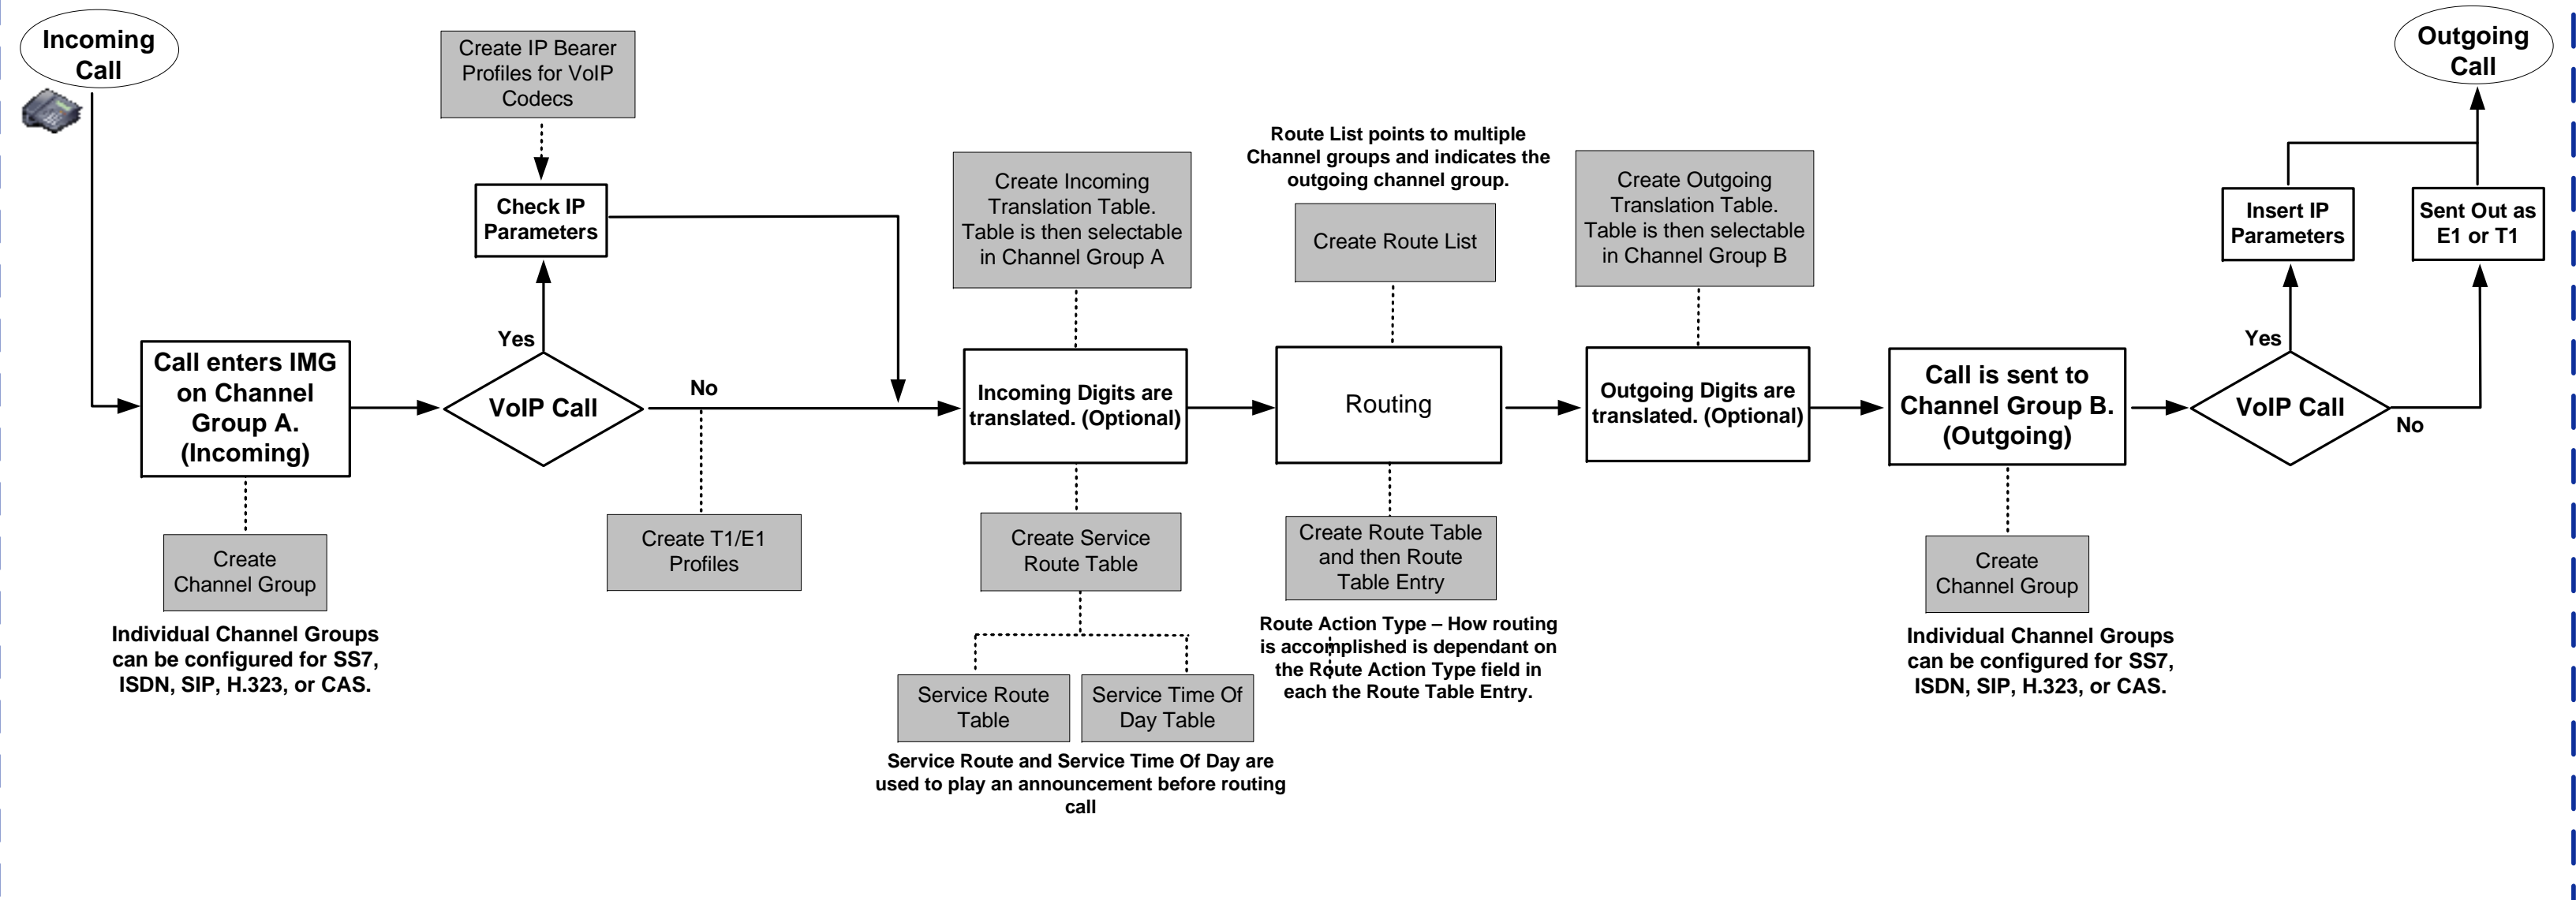 Incoming
Call
Create IP Bearer
Profiles for VoIP
Codecs
Check IP
Parameters
Yes
Call enters IMG
on Channel
Group A.
(Incoming)
VoIP Call
No
Create
Channel Group
Individual Channel Groups
can be configured for SS7,
ISDN, SIP, H.323, or CAS.
Create T1/E1
Profiles
Create Incoming
Translation Table.
Table is then selectable
in Channel Group A
Incoming Digits are
translated. (Optional)
Create Service
Route Table
Service Route
Table
Service Time Of
Day Table
Service Route and Service Time Of Day are
used to play an announcement before routing
call
Route List points to multiple
Channel groups and indicates the
outgoing channel group.
Create Route List
Routing
Create Route Table
and then Route
Table Entry
Route Action Type – How routing
is accomplished is dependant on
the Route Action Type field in
each the Route Table Entry.
Create Outgoing
Translation Table.
Table is then selectable
in Channel Group B
Outgoing Digits are
translated. (Optional)
Call is sent to
Channel Group B.
(Outgoing)
Create
Channel Group
Individual Channel Groups
can be configured for SS7,
ISDN, SIP, H.323, or CAS.
VoIP Call
Yes
No
Insert IP
Parameters
Sent Out as
E1 or T1
Outgoing
Call